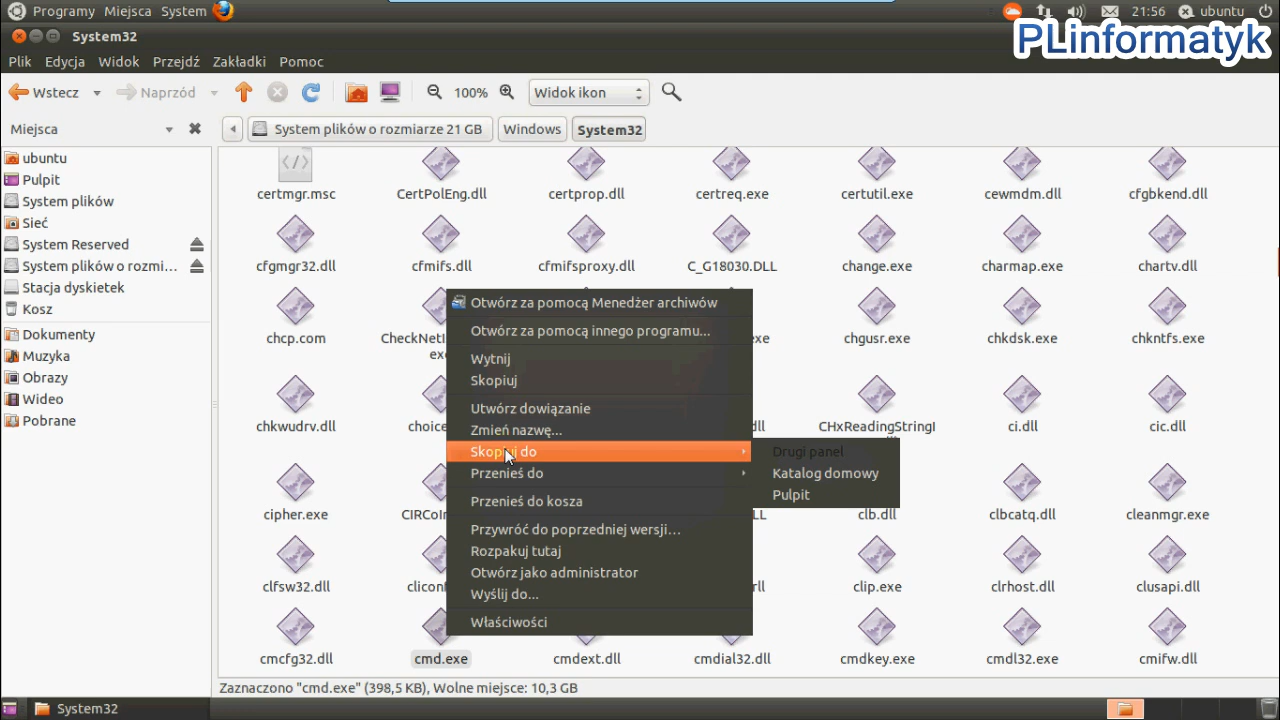 Programy Miejsca System
21:56 ubuntu
System32
PLinformatyk
Plik Edycja Widok Przejdź Zakładki Pomoc
Wstecz Naprzód 100% Widok ikon
Miejsca
System plików o rozmiarze 21 GB Windows System32
ubuntu
Pulpit
System plików
Sieć
System Reserved
System plików o rozmi...
Stacja dyskietek
Kosz
Dokumenty
Muzyka
Obrazy
Wideo
Pobrane
certmgr.msc CertPolEng.dll certprop.dll certreq.exe certutil.exe cewmdm.dll cfgbkend.dll
cfgmgr32.dll cfmifs.dll cfmifsproxy.dll C_G18030.DLL change.exe charmap.exe chartv.dll
chcp.com chgusr.exe chkdsk.exe chkntfs.exe
chkwudrv.dll CHxReadingStringI ci.dll cic.dll
cipher.exe clb.dll clbcatq.dll cleanmgr.exe
clfsw32.dll clip.exe clrhost.dll clusapi.dll
cmcfg32.dll cmd.exe cmdext.dll cmdial32.dll cmdkey.exe cmdl32.exe cmifw.dll
Otwórz za pomocą Menedżer archiwów
Otwórz za pomocą innego programu...
Wytnij
Skopiuj
Utwórz dowiązanie
Zmień nazwę...
Skopiuj do
Przenieś do
Przenieś do kosza
Przywróć do poprzedniej wersji...
Rozpakuj tutaj
Otwórz jako administrator
Wyślij do...
Właściwości
Drugi panel
Katalog domowy
Pulpit
Zaznaczono "cmd.exe" (398,5 KB), Wolne miejsce: 10,3 GB
System32